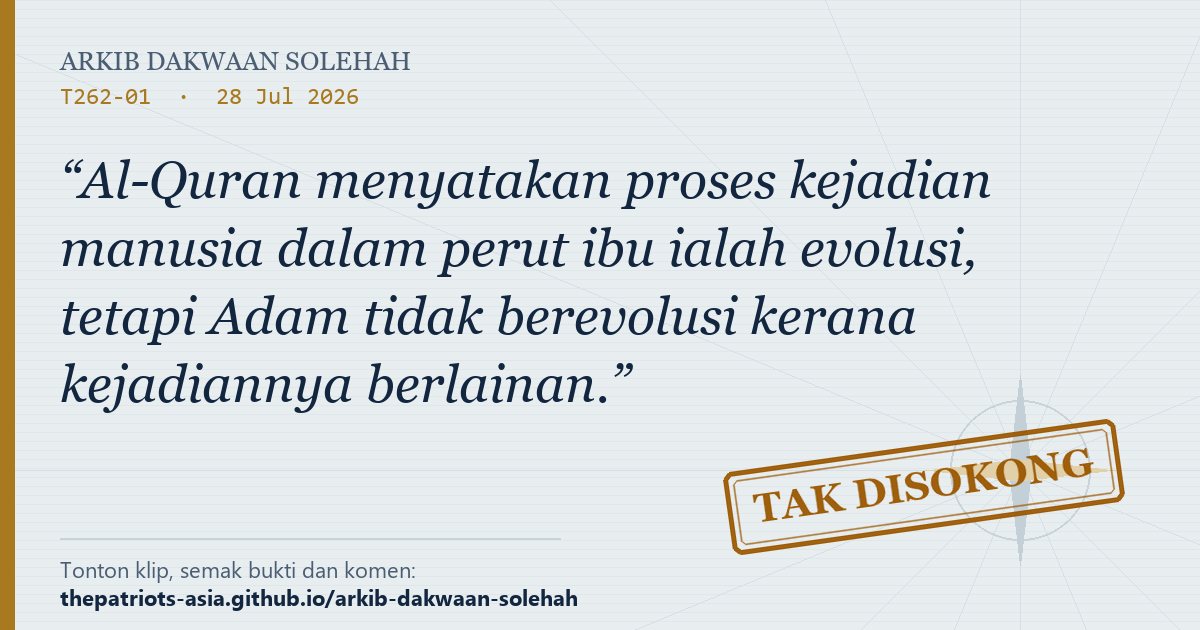 ARKIB DAKWAAN SOLEHAH
T262-01 · 28 Jul 2026
“Al-Quran menyatakan proses kejadian
manusia dalam perut ibu ialah evolusi,
tetapi Adam tidak berevolusi kerana
kejadiannya berlainan.”
TAK DISOKONG
Tonton klip, semak bukti dan komen:
thepatriots-asia.github.io/arkib-dakwaan-solehah